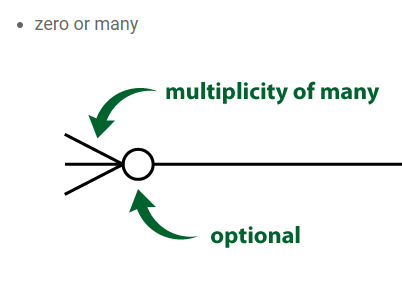 • zero or many
multiplicity of many
optional